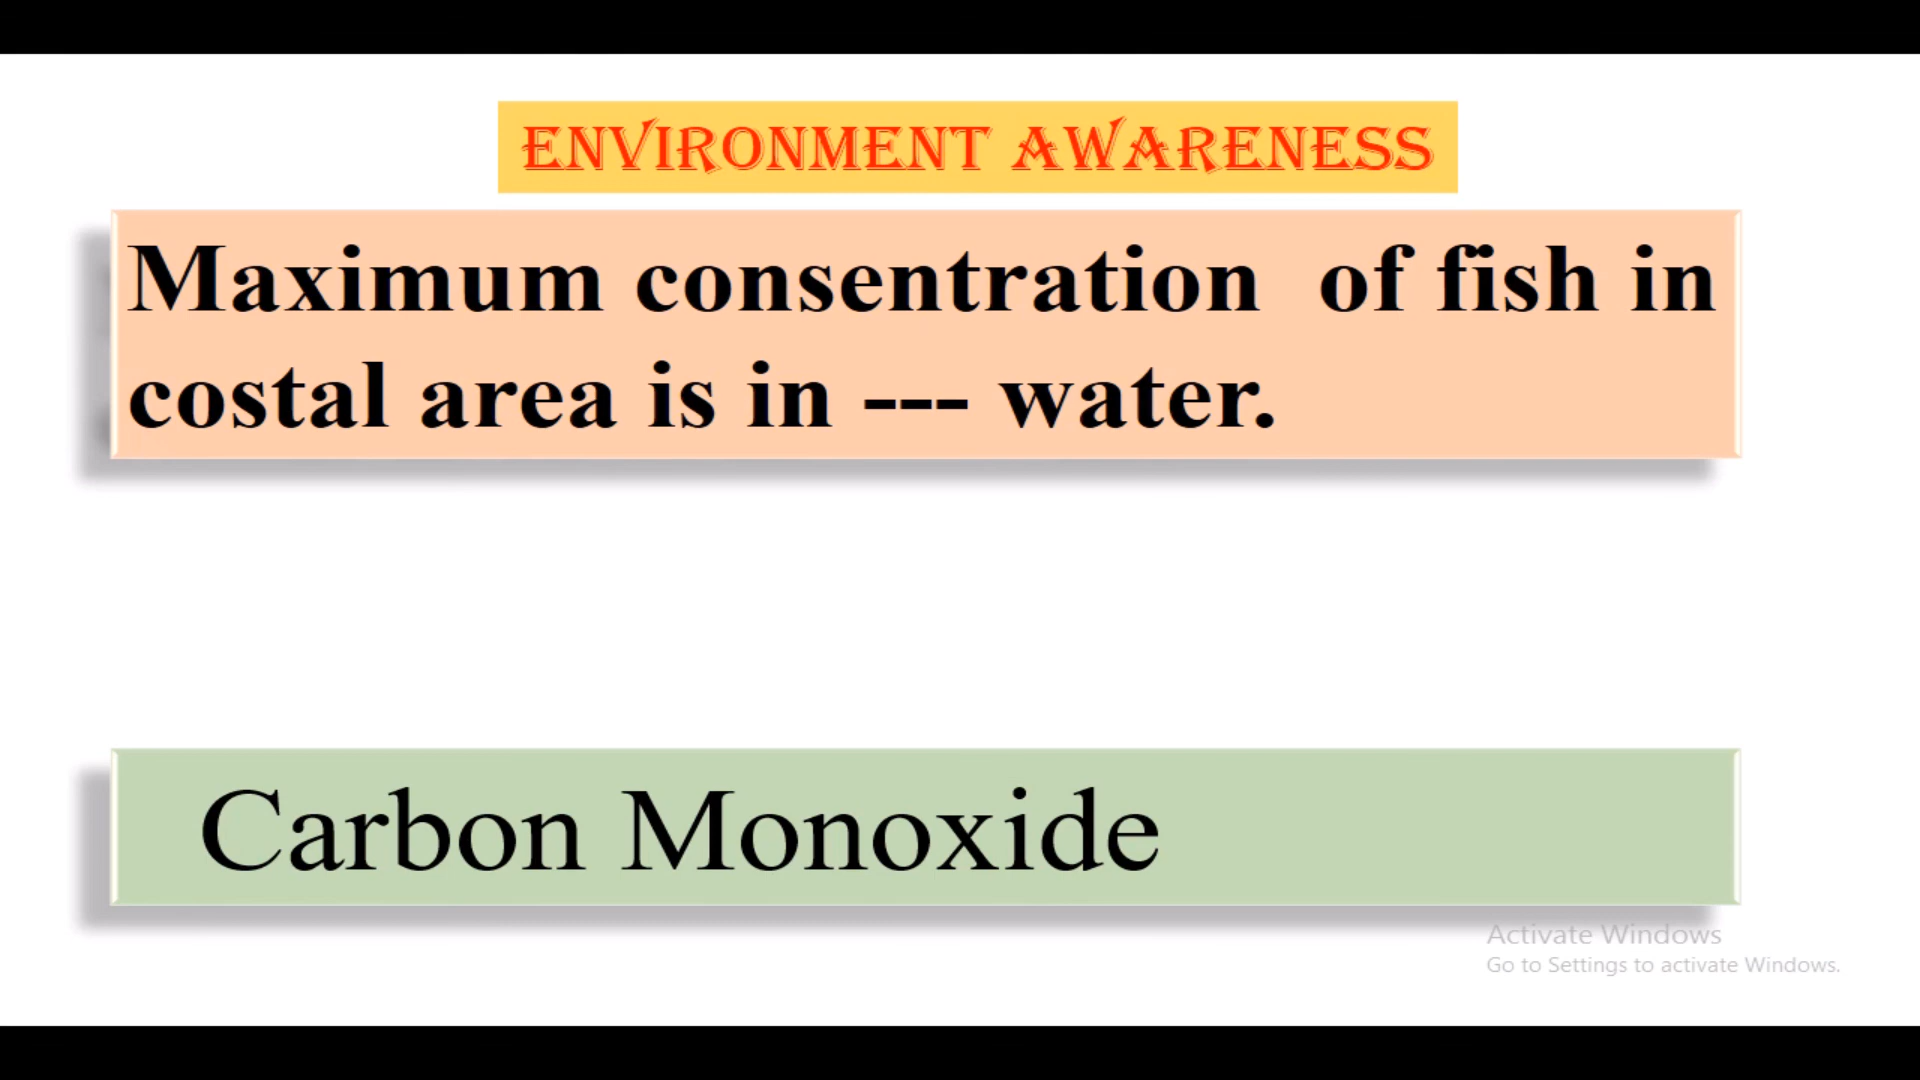 ENVIRONMENT AWARENESS
Maximum consentration of fish in
costal area is in --- water.
Carbon Monoxide
Activate Windows
Go to Settings to activate Windows.